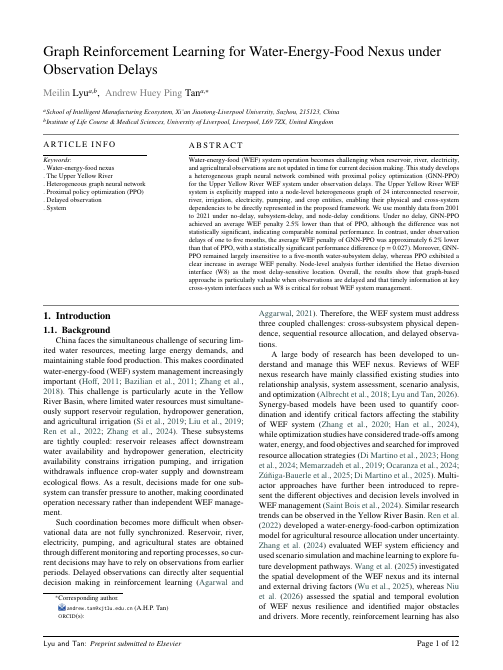 Graph Reinforcement Learning for Water-Energy-Food Nexus under
Observation Delays
Meilin Lyu a,b, Andrew Huey Ping Tan a,*
a School of Intelligent Manufacturing Ecosystem, Xi'an Jiaotong-Liverpool University, Suzhou, 215123, China
b Institute of Life Course & Medical Sciences, University of Liverpool, Liverpool, L69 7ZX, United Kingdom
ARTICLE INFO
Keywords:
. Water-energy-food nexus
. The Upper Yellow River
. Heterogeneous graph neural network
. Proximal policy optimization (PPO)
. Delayed observation
. System
ABSTRACT
Water-energy-food (WEF) system operation becomes challenging when reservoir, river, electricity,
and agricultural observations are not updated in time for current decision making. This study develops
a heterogeneous graph neural network combined with proximal policy optimization (GNN-PPO)
for the Upper Yellow River WEF system under observation delays. The Upper Yellow River WEF
system is explicitly mapped into a node-level heterogeneous graph of 24 interconnected reservoir,
river, irrigation, electricity, pumping, and crop entities, enabling their physical and cross-system
dependencies to be directly represented in the proposed framework. We use monthly data from 2001
to 2021 under no-delay, subsystem-delay, and node-delay conditions. Under no delay, GNN-PPO
achieved an average WEF penalty 2.5% lower than that of PPO, although the difference was not
statistically significant, indicating comparable nominal performance. In contrast, under observation
delays of one to five months, the average WEF penalty of GNN-PPO was approximately 6.2% lower
than that of PPO, with a statistically significant performance difference (p = 0.027). Moreover, GNN-
PPO remained largely insensitive to a five-month water-subsystem delay, whereas PPO exhibited a
clear increase in average WEF penalty. Node-level analysis further identified the Hetao diversion
interface (W8) as the most delay-sensitive location. Overall, the results show that graph-based
approach is particularly valuable when observations are delayed and that timely information at key
cross-system interfaces such as W8 is critical for robust WEF system management.
1. Introduction
1.1. Background
China faces the simultaneous challenge of securing lim-
ited water resources, meeting large energy demands, and
maintaining stable food production. This makes coordinated
water-energy-food (WEF) system management increasingly
important (Hoff, 2011; Bazilian et al., 2011; Zhang et al.,
2018). This challenge is particularly acute in the Yellow
River Basin, where limited water resources must simultane-
ously support reservoir regulation, hydropower generation,
and agricultural irrigation (Si et al., 2019; Liu et al., 2019;
Ren et al., 2022; Zhang et al., 2024). These subsystems
are tightly coupled: reservoir releases affect downstream
water availability and hydropower generation, electricity
availability constrains irrigation pumping, and irrigation
withdrawals influence crop-water supply and downstream
ecological flows. As a result, decisions made for one sub-
system can transfer pressure to another, making coordinated
operation necessary rather than independent WEF manage-
ment.
Such coordination becomes more difficult when obser-
vational data are not fully synchronized. Reservoir, river,
electricity, pumping, and agricultural states are obtained
through different monitoring and reporting processes, so cur-
rent decisions may have to rely on observations from earlier
periods. Delayed observations can directly alter sequential
decision making in reinforcement learning (Agarwal and
*Corresponding author
andrew.tan@xjtlu.edu.cn (A.H.P. Tan)
ORCID(s):
Aggarwal, 2021). Therefore, the WEF system must address
three coupled challenges: cross-subsystem physical depen-
dence, sequential resource allocation, and delayed observa-
tions.
A large body of research has been developed to un-
derstand and manage this WEF nexus. Reviews of WEF
nexus research have mainly classified existing studies into
relationship analysis, system assessment, scenario analysis,
and optimization (Albrecht et al., 2018; Lyu and Tan, 2026).
Synergy-based models have been used to quantify coor-
dination and identify critical factors affecting the stability
of WEF system (Zhang et al., 2020; Han et al., 2024),
while optimization studies have considered trade-offs among
water, energy, and food objectives and searched for improved
resource allocation strategies (Di Martino et al., 2023; Hong
et al., 2024; Memarzadeh et al., 2019; Ocaranza et al., 2024;
Zúñiga-Bauerle et al., 2025; Di Martino et al., 2025). Multi-
actor approaches have further been introduced to repre-
sent the different objectives and decision levels involved in
WEF management (Saint Bois et al., 2024). Similar research
trends can be observed in the Yellow River Basin. Ren et al.
(2022) developed a water-energy-food-carbon optimization
model for agricultural resource allocation under uncertainty.
Zhang et al. (2024) evaluated WEF system efficiency and
used scenario simulation and machine learning to explore fu-
ture development pathways. Wang et al. (2025) investigated
the spatial development of the WEF nexus and its internal
and external driving factors (Wu et al., 2025), whereas Niu
et al. (2026) assessed the spatial and temporal evolution
of WEF nexus resilience and identified major obstacles
and drivers. More recently, reinforcement learning has also
Lyu and Tan: Preprint submitted to Elsevier
Page 1 of 12